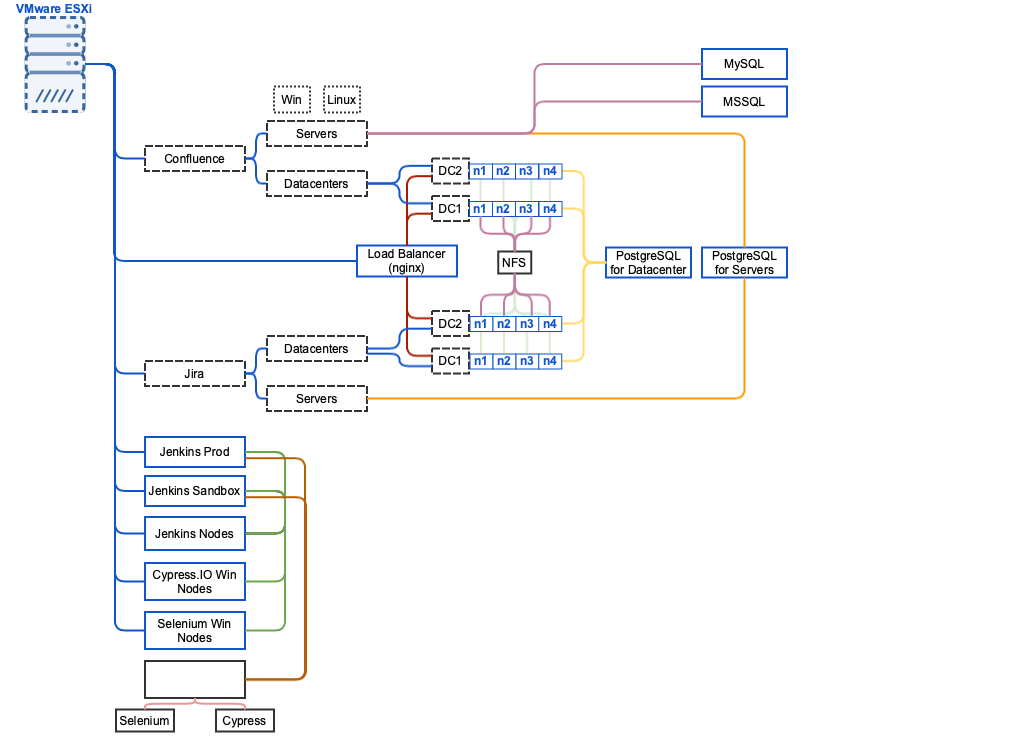 VMware ESXi
MySQL
MSSQL
Win
Linux
Servers
Confluence
Datacenters
DC2
n1
n2
n3
n4
DC1
n1
n2
n3
n4
Load Balancer
(nginx)
NFS
PostgreSQL
for Datacenter
PostgreSQL
for Servers
DC2
n1
n2
n3
n4
Datacenters
DC1
n1
n2
n3
n4
Jira
Servers
Jenkins Prod
Jenkins Sandbox
Jenkins Nodes
Cypress.IO Win
Nodes
Selenium Win
Nodes
Selenium
Cypress